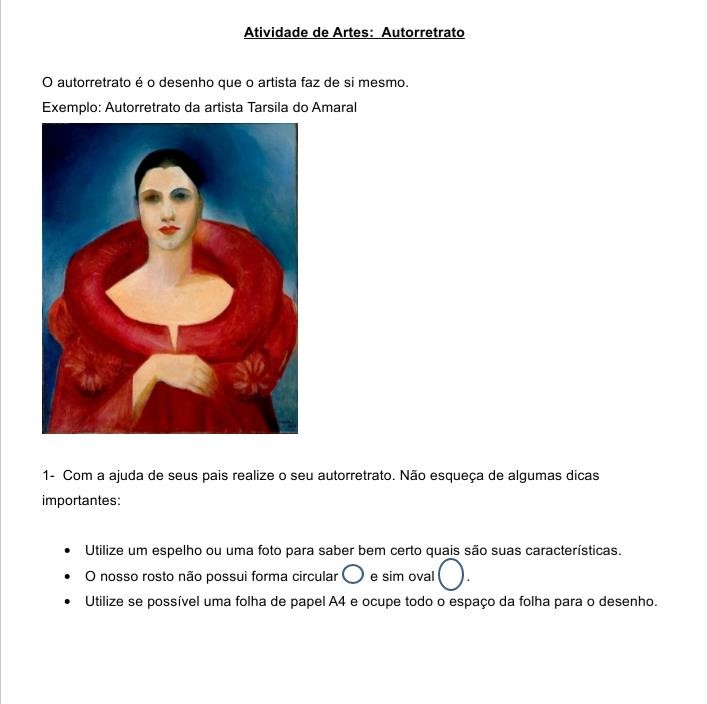 Atividade de Artes: Autorretrato
O autorretrato é o desenho que o artista faz de si mesmo.
Exemplo: Autorretrato da artista Tarsila do Amaral
1- Com a ajuda de seus pais realize o seu autorretrato. Não esqueça de algumas dicas
importantes:
• Utilize um espelho ou uma foto para saber bem certo quais são suas características.
• O nosso rosto não possui forma circular e sim oval .
• Utilize se possível uma folha de papel A4 e ocupe todo o espaço da folha para o desenho.